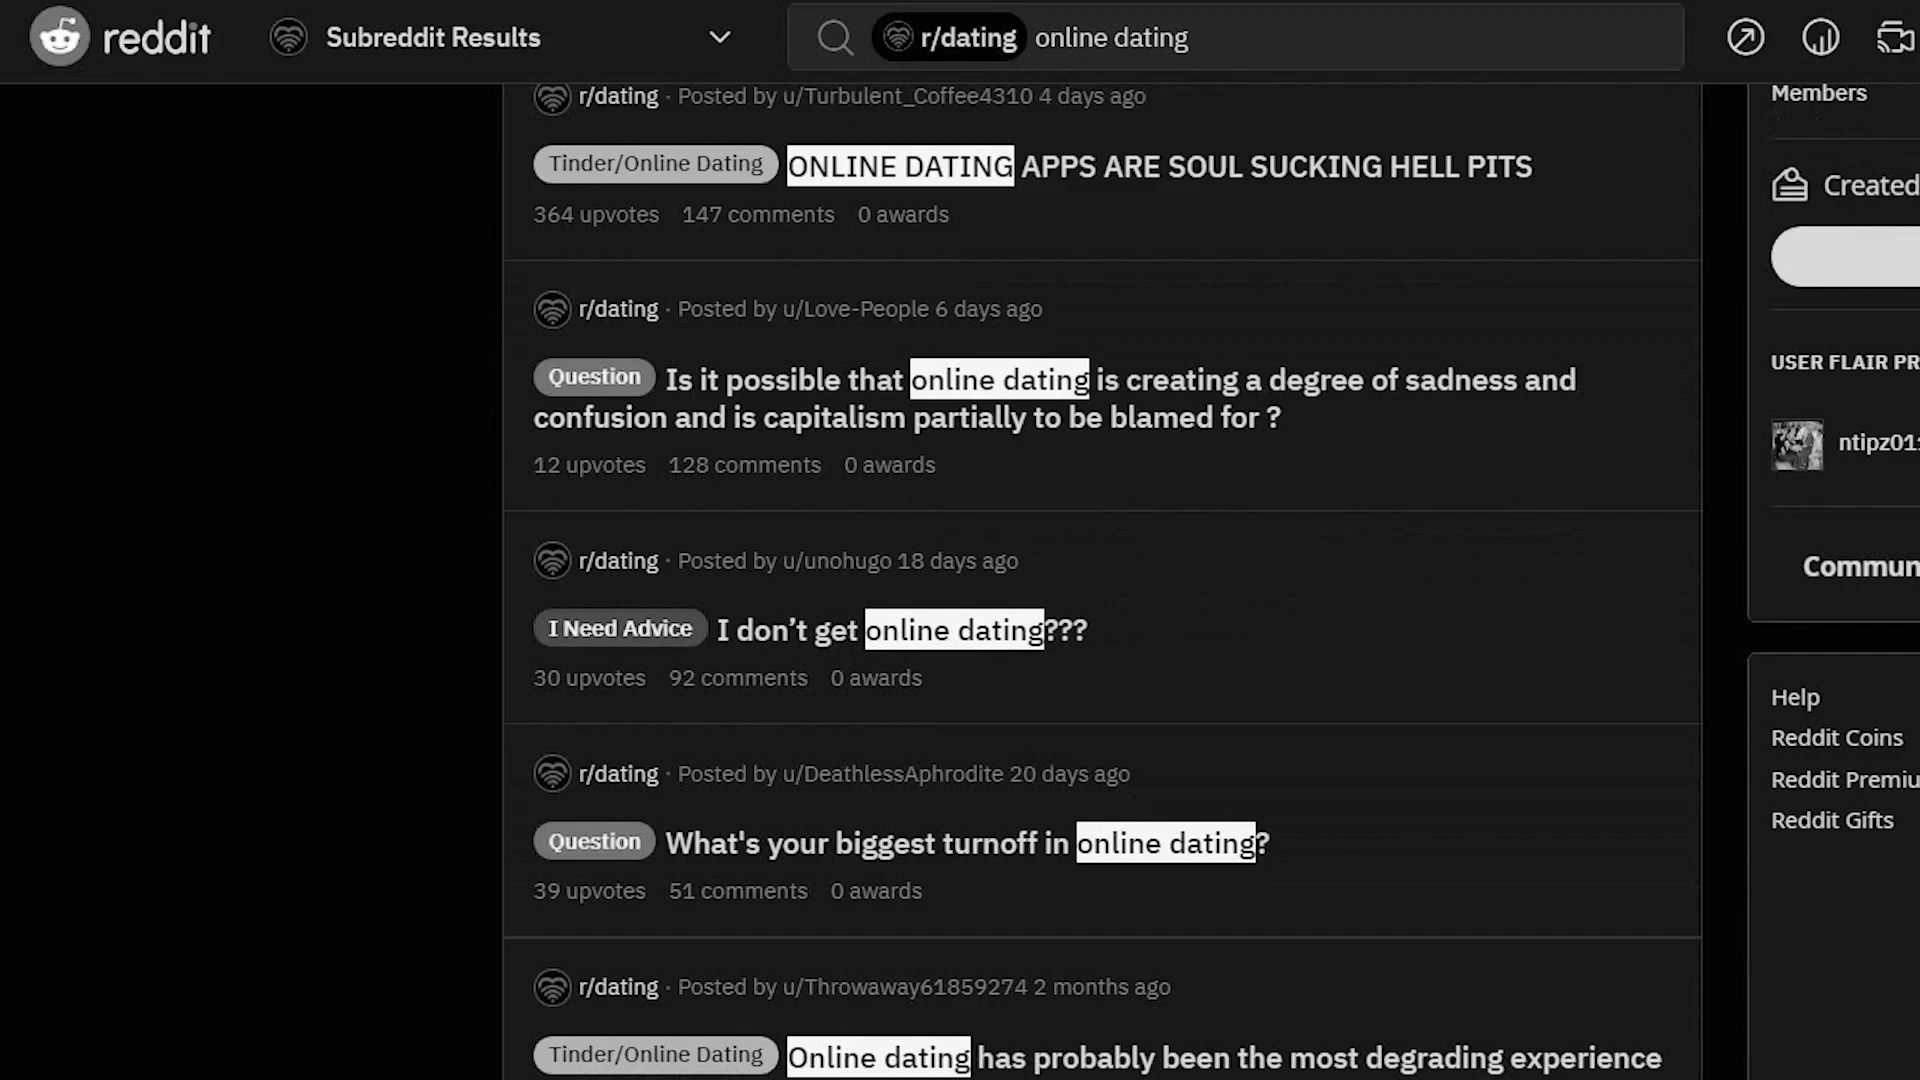 reddit Subreddit Results r/dating online dating
r/dating · Posted by u/Turbulent_Coffee4310 4 days ago
Tinder/Online Dating ONLINE DATING APPS ARE SOUL SUCKING HELL PITS
364 upvotes 147 comments 0 awards
r/dating · Posted by u/Love-People 6 days ago
Question Is it possible that online dating is creating a degree of sadness and
confusion and is capitalism partially to be blamed for ?
12 upvotes 128 comments 0 awards
r/dating · Posted by u/unohugo 18 days ago
I Need Advice I don’t get online dating???
30 upvotes 92 comments 0 awards
r/dating · Posted by u/DeathlessAphrodite 20 days ago
Question What's your biggest turnoff in online dating?
39 upvotes 51 comments 0 awards
r/dating · Posted by u/Throwaway61859274 2 months ago
Tinder/Online Dating Online dating has probably been the most degrading experience
Members
Created
USER FLAIR PR
ntipz01
Commun
Help
Reddit Coins
Reddit Premiu
Reddit Gifts